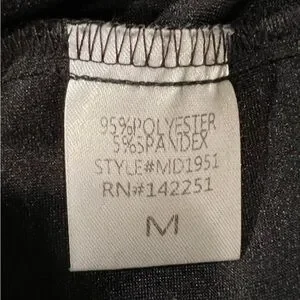 95%POLYESTER
5%SPANDEX
STYLE#MD1951
RN#142251
M